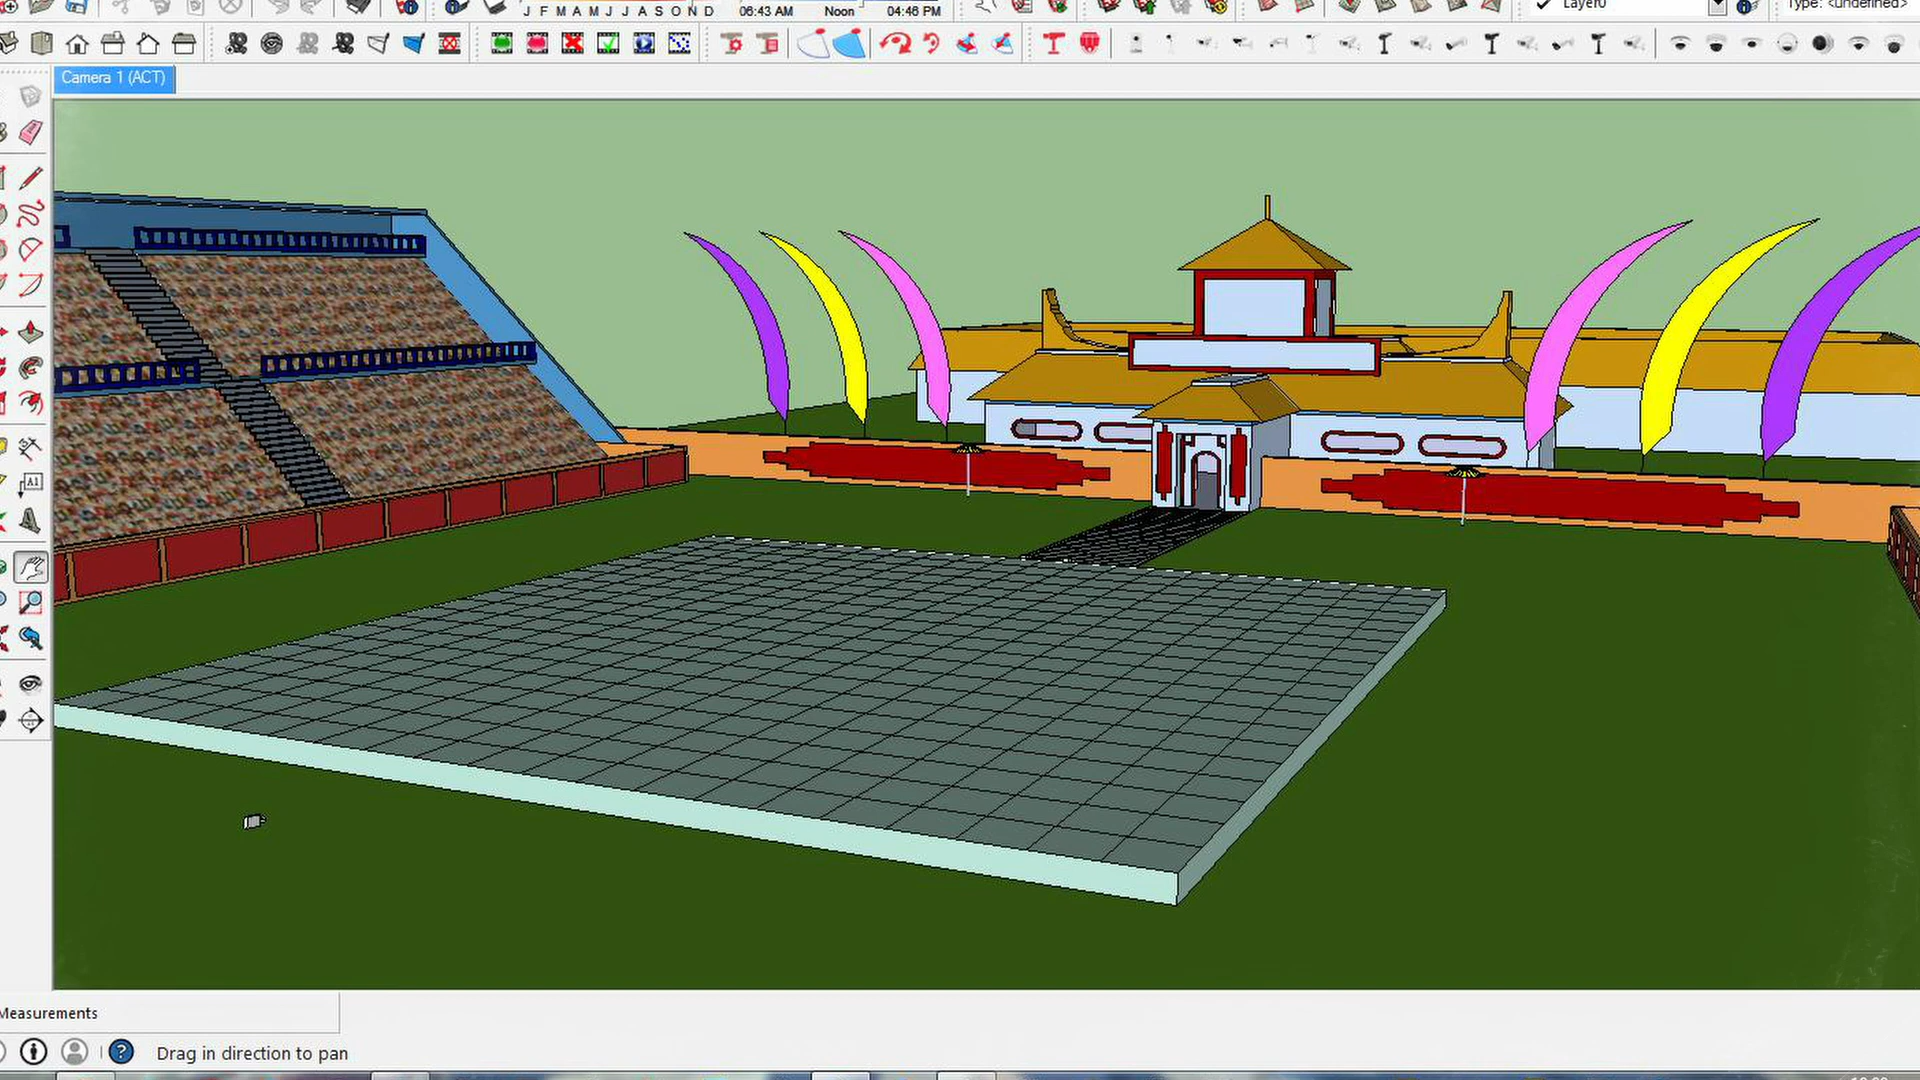 J F M A M J J A S O N D 06:43 AM Noon 04:46 PM Layer0 Type: <undefined>
Camera 1 (ACT)
A1
Measurements
Drag in direction to pan